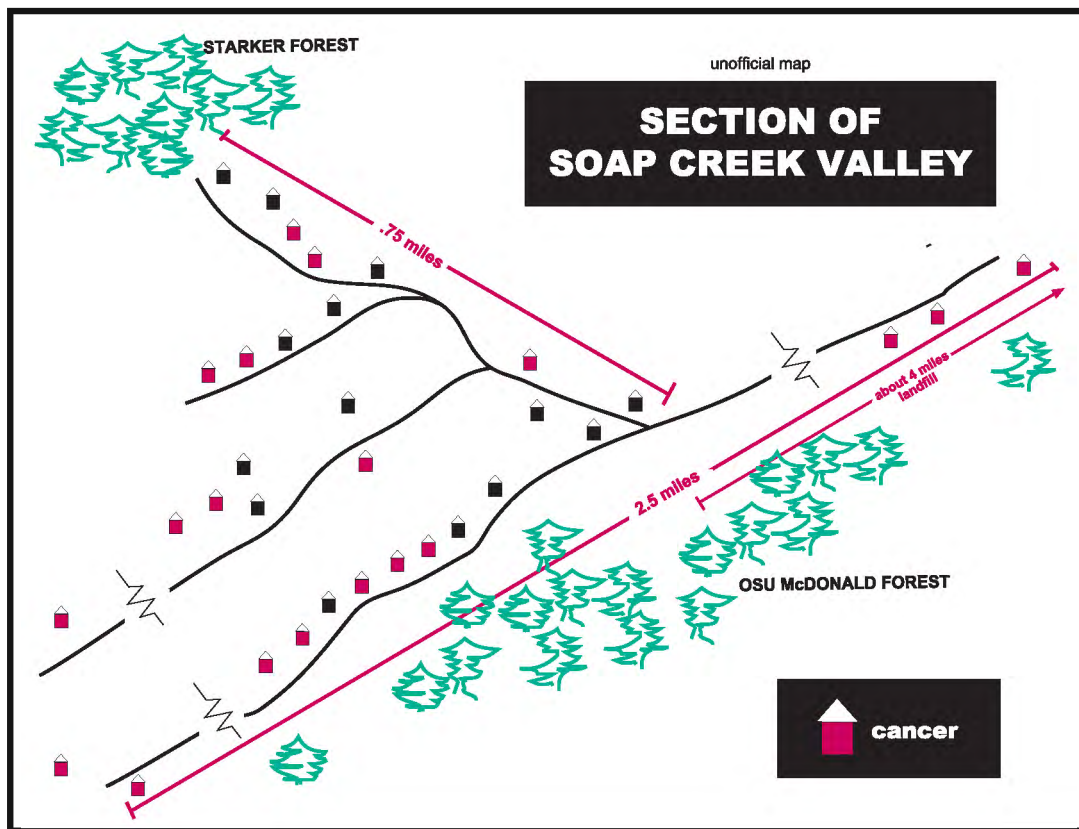 STARKER FOREST
unofficial map
SECTION OF
SOAP CREEK VALLEY
.75 miles
about 4 miles
landfill
2.5 miles
OSU McDONALD FOREST
cancer